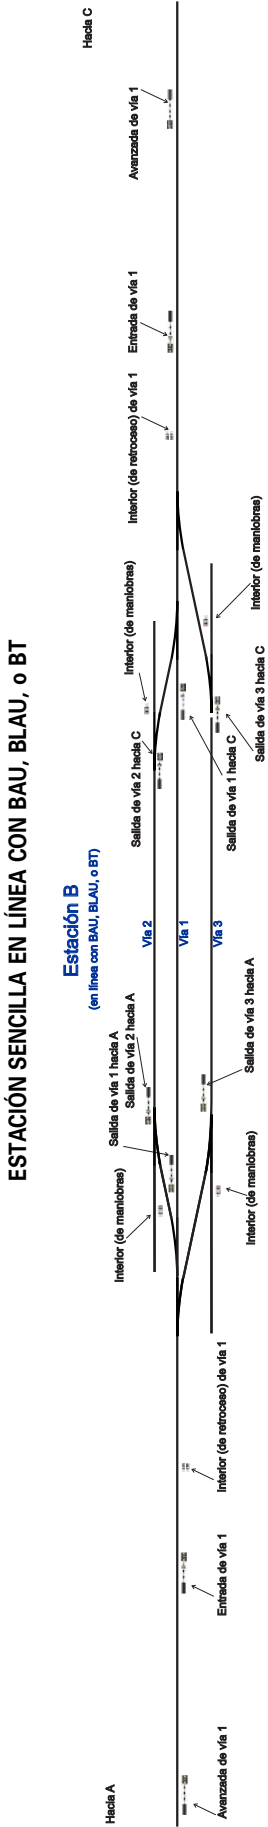 ESTACIÓN SENCILLA EN LÍNEA CON BAU, BLAU, o BT
Estación B
(en línea con BAU, BLAU, o BT)
Hacia A
Hacia C
Avanzada de vía 1
Entrada de vía 1
Interior (de retroceso) de vía 1
Interior (de maniobras)
Interior (de maniobras)
Salida de vía 1 hacia A
Salida de vía 2 hacia A
Salida de vía 3 hacia A
Vía 2
Vía 1
Vía 3
Salida de vía 2 hacia C
Salida de vía 1 hacia C
Salida de vía 3 hacia C
Interior (de maniobras)
Interior (de maniobras)
Interior (de retroceso) de vía 1
Entrada de vía 1
Avanzada de vía 1